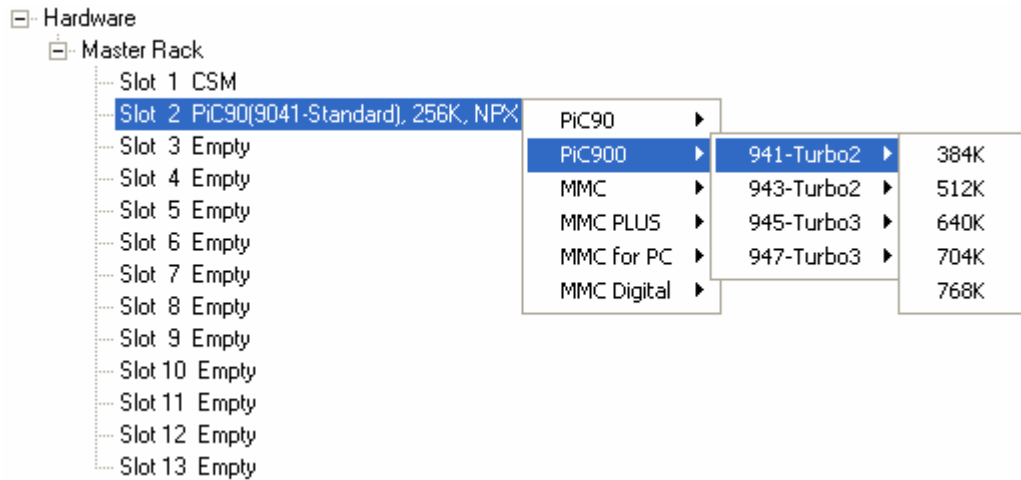 Hardware
Master Rack
Slot 1 CSM
Slot 2 PiC90(9041-Standard), 256K, NPX
Slot 3 Empty
Slot 4 Empty
Slot 5 Empty
Slot 6 Empty
Slot 7 Empty
Slot 8 Empty
Slot 9 Empty
Slot 10 Empty
Slot 11 Empty
Slot 12 Empty
Slot 13 Empty
PiC90
PiC900
MMC
MMC PLUS
MMC for PC
MMC Digital
941-Turbo2
943-Turbo2
945-Turbo3
947-Turbo3
384K
512K
640K
704K
768K